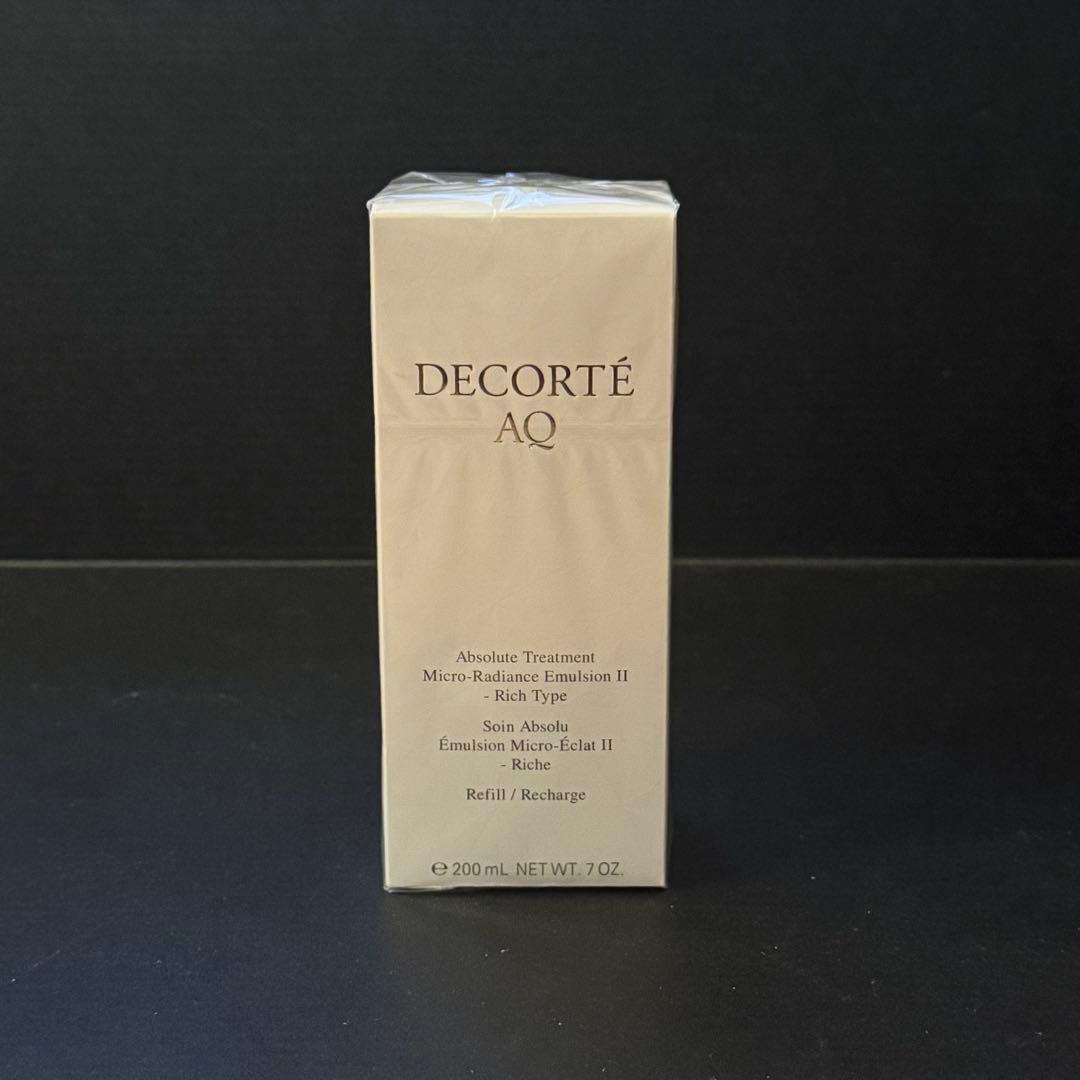 DECORTÉ
AQ
Absolute Treatment
Micro-Radiance Emulsion II
- Rich Type
Soin Absolu
Émulsion Micro-Éclat II
- Riche
Refill / Recharge
℮ 200 mL NET WT. 7 OZ.